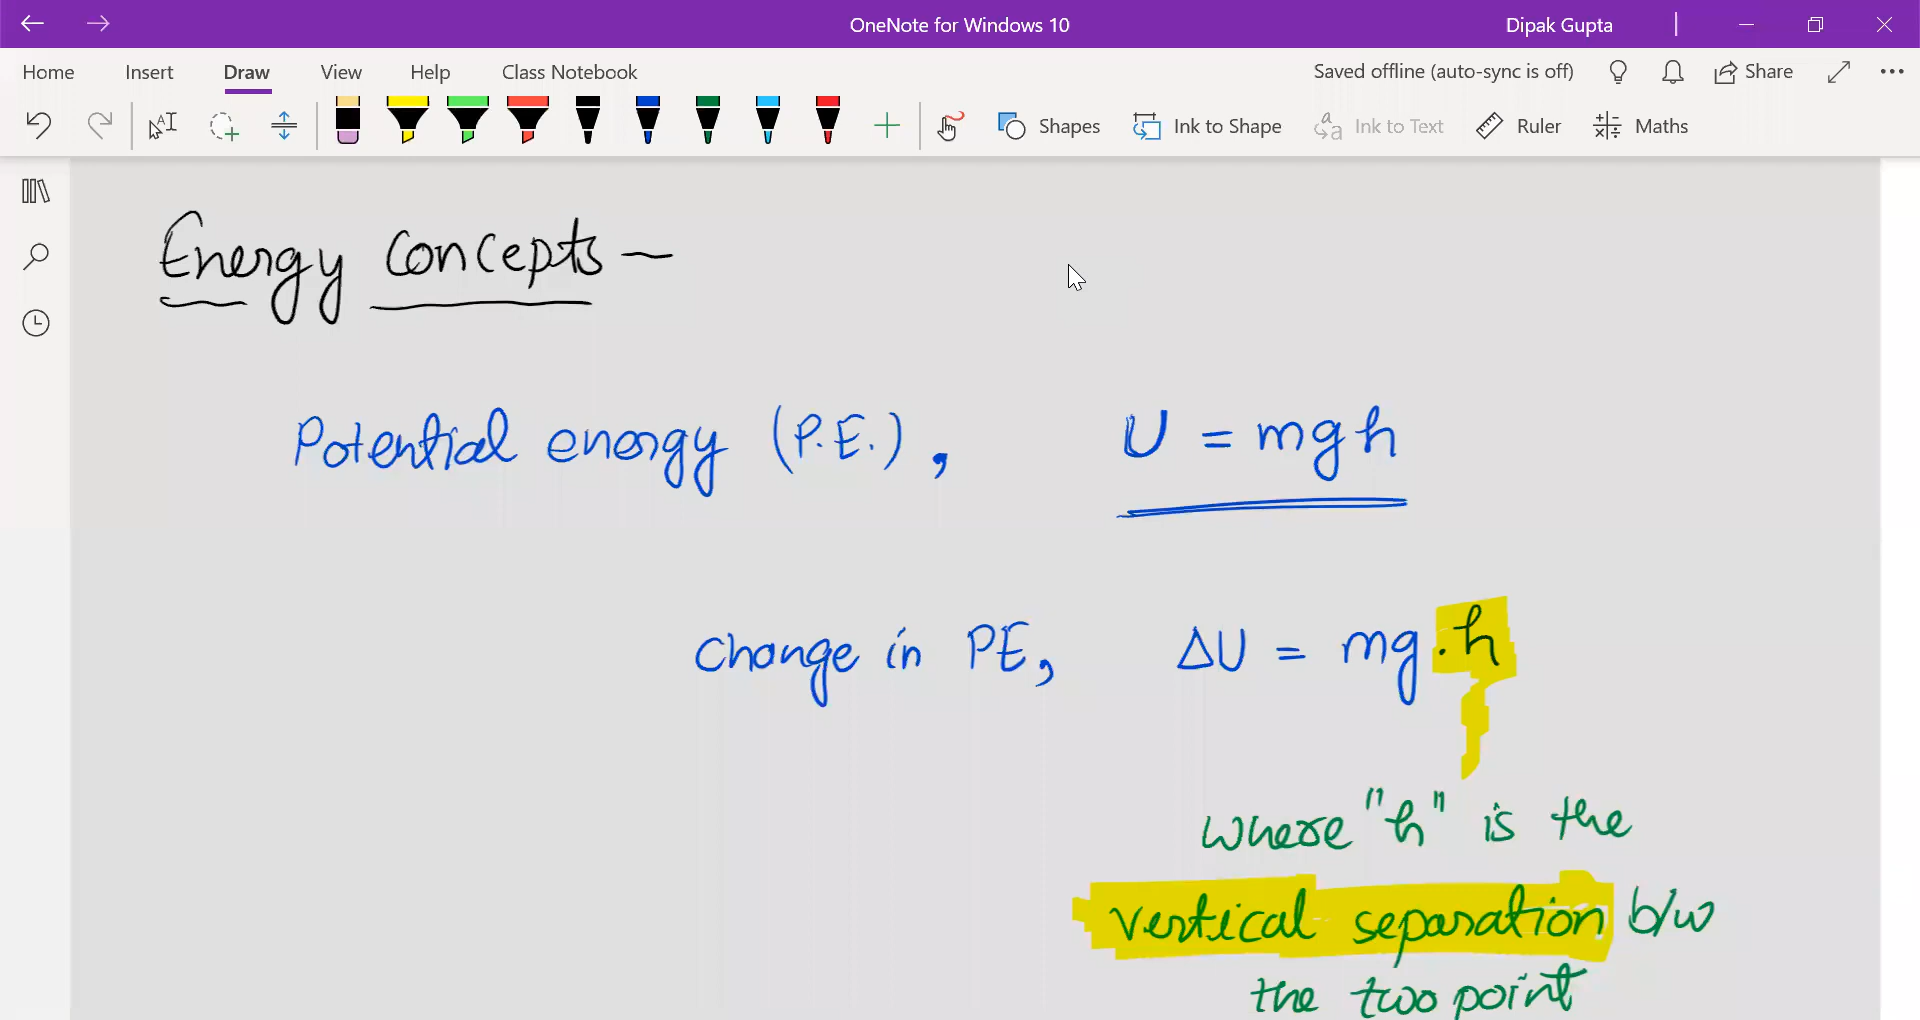 OneNote for Windows 10
Dipak Gupta
Home Insert Draw View Help Class Notebook
Saved offline (auto-sync is off) Share
Shapes Ink to Shape Ink to Text Ruler Maths
Energy Concepts —
Potential energy (P.E.), U = mgh
Change in PE, ΔU = mg.h
where "h" is the
vertical separation b/w
the two point